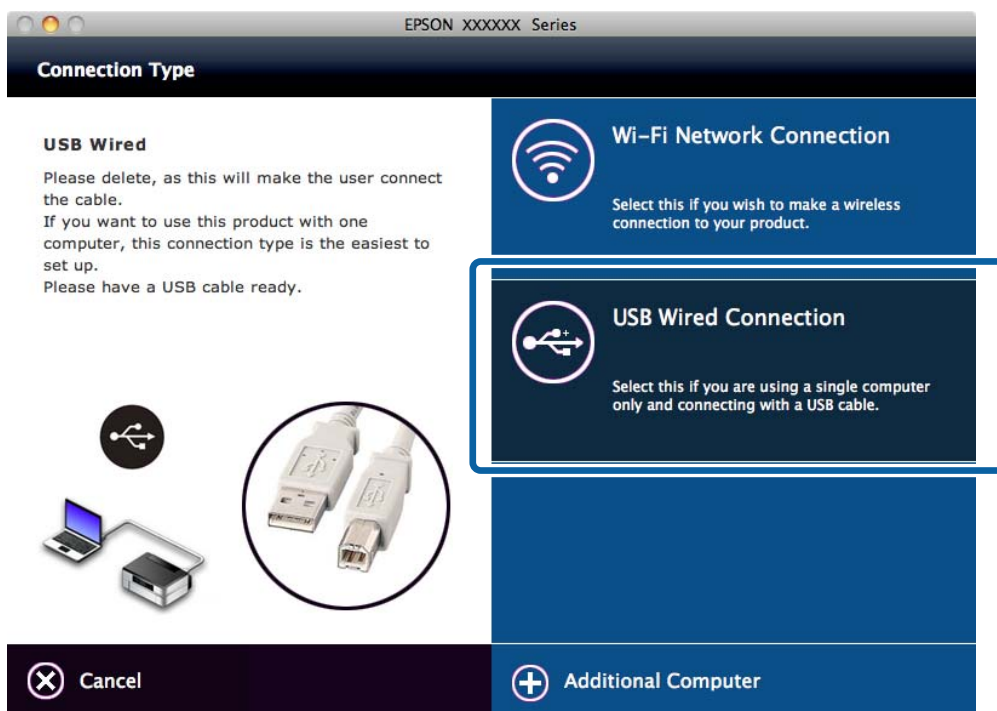 EPSON XXXXXX Series
Connection Type
USB Wired
Please delete, as this will make the user connect
the cable.
If you want to use this product with one
computer, this connection type is the easiest to
set up.
Please have a USB cable ready.
Wi-Fi Network Connection
Select this if you wish to make a wireless
connection to your product.
USB Wired Connection
Select this if you are using a single computer
only and connecting with a USB cable.
Cancel
Additional Computer